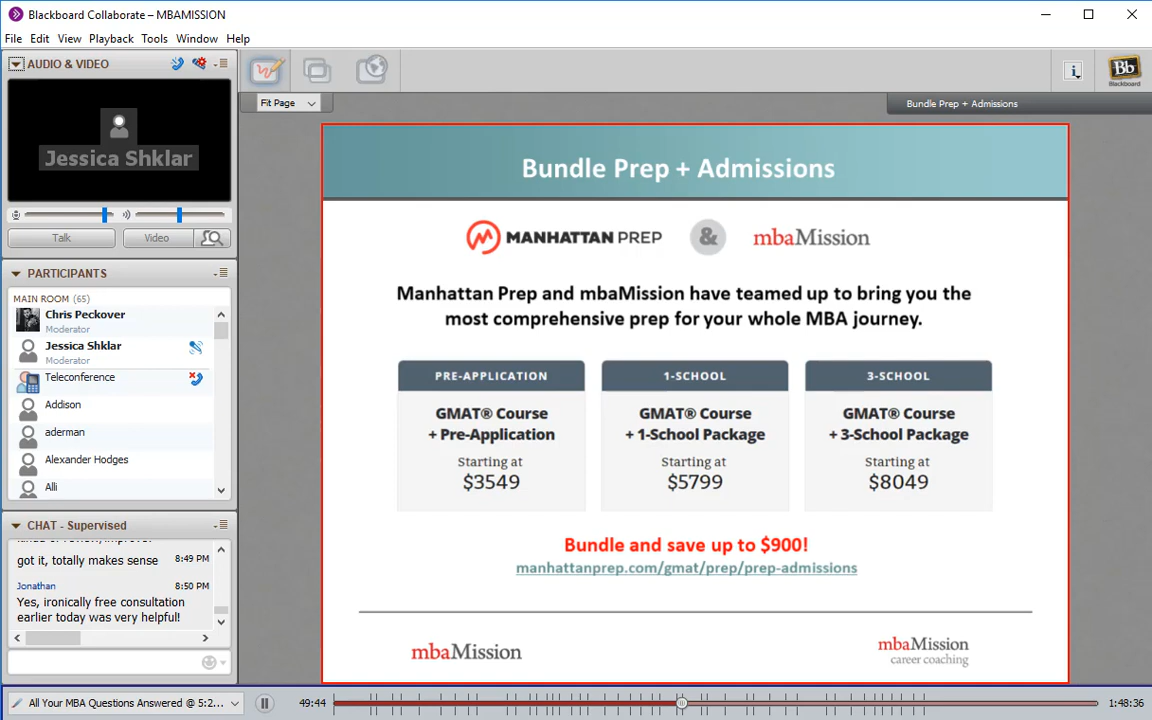 Blackboard Collaborate – MBAMISSION
File Edit View Playback Tools Window Help
AUDIO & VIDEO
Jessica Shklar
Talk
Video
PARTICIPANTS
MAIN ROOM (65)
Chris Peckover
Moderator
Jessica Shklar
Moderator
Teleconference
Addison
aderman
Alexander Hodges
Alli
CHAT - Supervised
got it, totally makes sense 8:49 PM
Jonathan 8:50 PM
Yes, ironically free consultation
earlier today was very helpful!
Fit Page
Bb
Blackboard
Bundle Prep + Admissions
Bundle Prep + Admissions
MANHATTAN PREP & mbaMission
Manhattan Prep and mbaMission have teamed up to bring you the
most comprehensive prep for your whole MBA journey.
PRE-APPLICATION
GMAT® Course
+ Pre-Application
Starting at
$3549
1-SCHOOL
GMAT® Course
+ 1-School Package
Starting at
$5799
3-SCHOOL
GMAT® Course
+ 3-School Package
Starting at
$8049
Bundle and save up to $900!
manhattanprep.com/gmat/prep/prep-admissions
mbaMission
mbaMission
career coaching
All Your MBA Questions Answered @ 5:2...
49:44
1:48:36